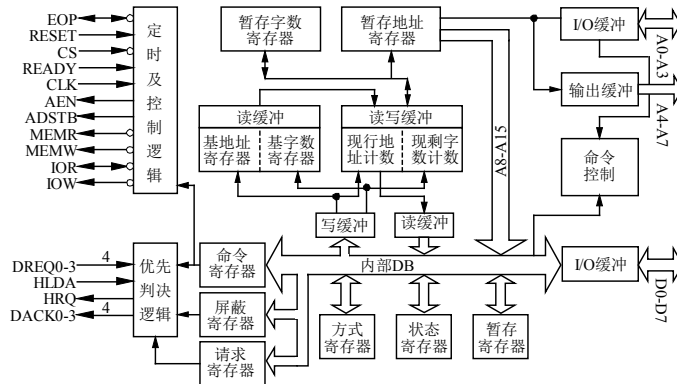 EOP
RESET
CS
READY
CLK
AEN
ADSTB
MEMR
MEMW
IOR
IOW
定时及控制逻辑
暂存字数
寄存器
暂存地址
寄存器
I/O缓冲
A0-A3
输出缓冲
A4-A7
读缓冲
基地址
寄存器
基字数
寄存器
读写缓冲
现行地
址计数
现剩字
数计数
A8-A15
命令
控制
写缓冲
读缓冲
DREQ0-3
4
HLDA
HRQ
DACK0-3
4
优先
判决
逻辑
命令
寄存器
内部DB
I/O缓冲
D0-D7
屏蔽
寄存器
请求
寄存器
方式
寄存器
状态
寄存器
暂存
寄存器